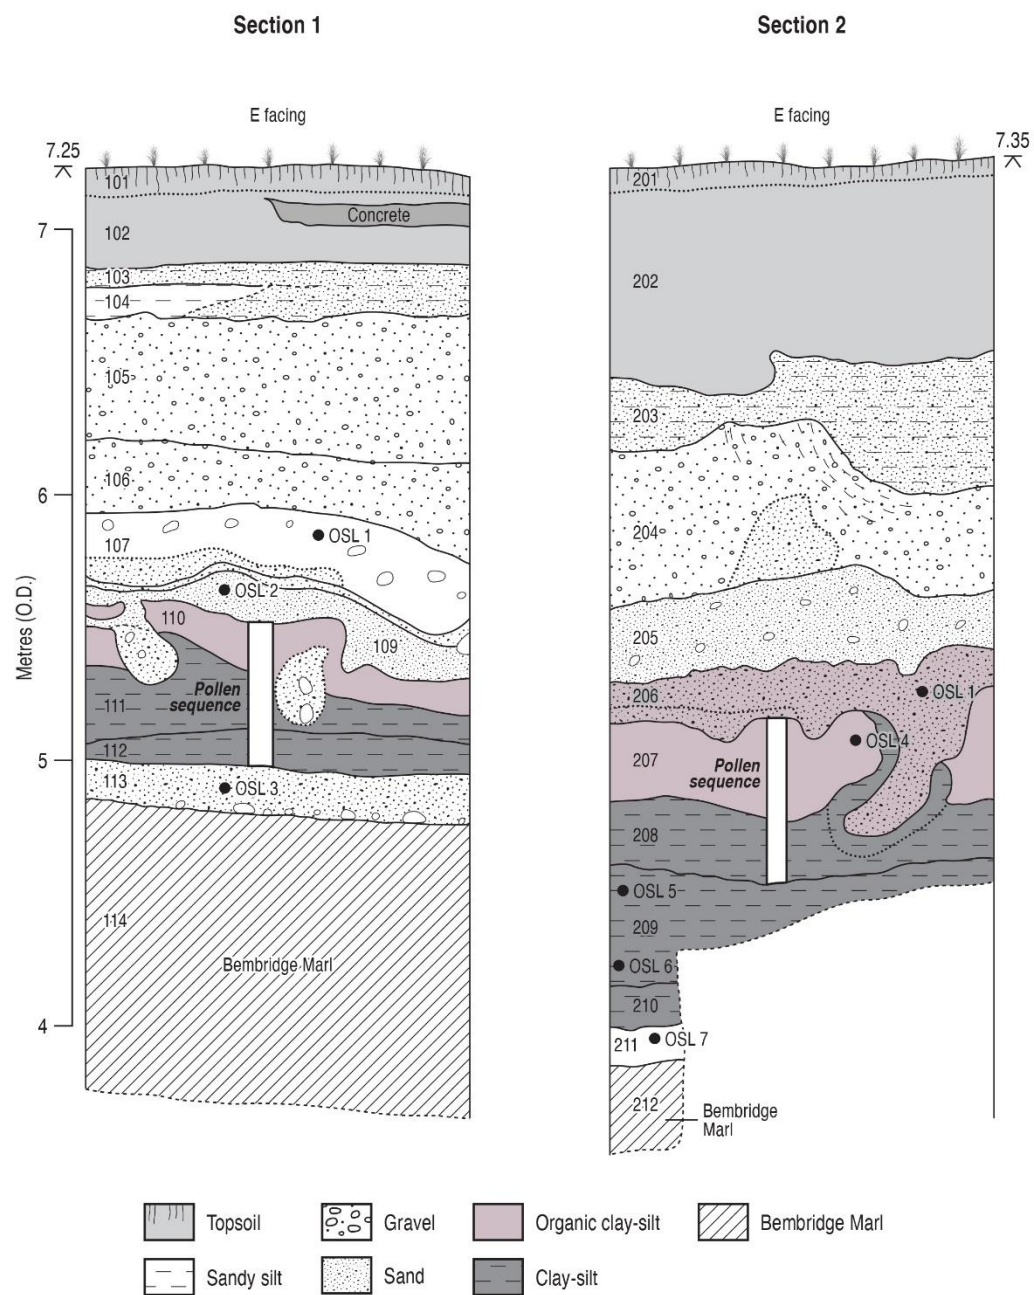 Section 1
Section 2
E facing
E facing
7.25
7.35
101
Concrete
102
7
103
104
105
106
6
107
OSL 1
OSL 2
110
109
Metres (O.D.)
111
Pollen
sequence
112
5
113
OSL 3
114
Bembridge Marl
4
201
202
203
204
205
206
OSL 1
207
OSL 4
Pollen
sequence
208
OSL 5
209
OSL 6
210
211
OSL 7
212
Bembridge
Marl
Topsoil
Gravel
Organic clay-silt
Bembridge Marl
Sandy silt
Sand
Clay-silt